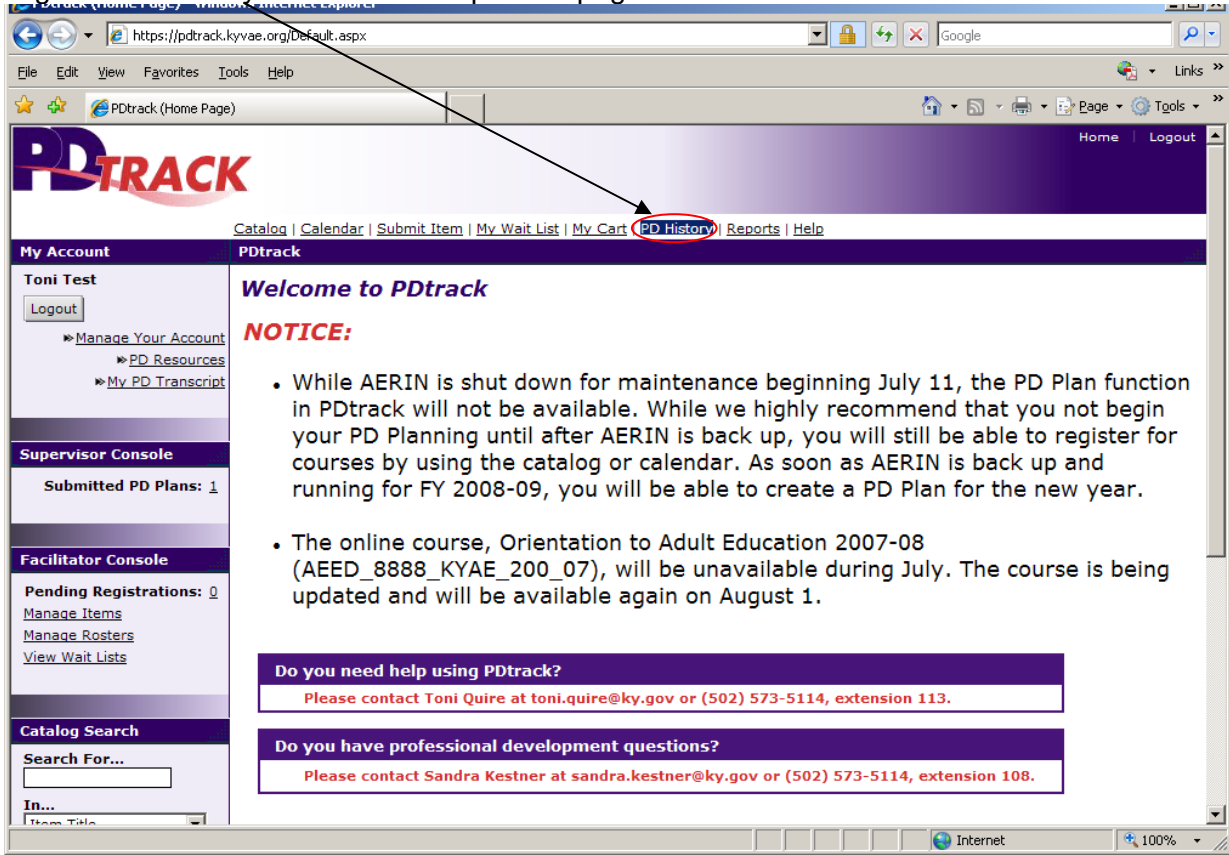 https://pdtrack.kyvae.org/Default.aspx
Google
File Edit View Favorites Tools Help
Links »
PDtrack (Home Page)
Page Tools »
PDTRACK
Home | Logout
Catalog | Calendar | Submit Item | My Wait List | My Cart | PD History | Reports | Help
My Account
PDtrack
Toni Test
Logout
Manage Your Account
PD Resources
My PD Transcript
Welcome to PDtrack
NOTICE:
• While AERIN is shut down for maintenance beginning July 11, the PD Plan function
in PDtrack will not be available. While we highly recommend that you not begin
your PD Planning until after AERIN is back up, you will still be able to register for
courses by using the catalog or calendar. As soon as AERIN is back up and
running for FY 2008-09, you will be able to create a PD Plan for the new year.
• The online course, Orientation to Adult Education 2007-08
(AEED_8888_KYAE_200_07), will be unavailable during July. The course is being
updated and will be available again on August 1.
Supervisor Console
Submitted PD Plans: 1
Facilitator Console
Pending Registrations: 0
Manage Items
Manage Rosters
View Wait Lists
Do you need help using PDtrack?
Please contact Toni Quire at toni.quire@ky.gov or (502) 573-5114, extension 113.
Do you have professional development questions?
Please contact Sandra Kestner at sandra.kestner@ky.gov or (502) 573-5114, extension 108.
Catalog Search
Search For...
In...
Item Title
Internet
100%